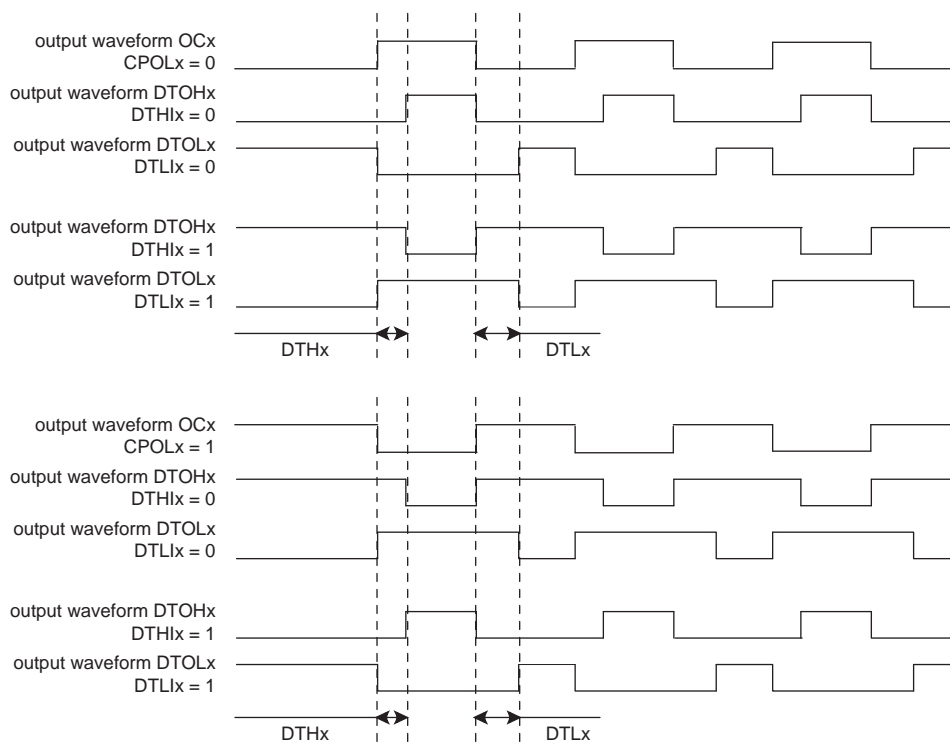 output waveform OCx
CPOLx = 0
output waveform DTOHx
DTHIx = 0
output waveform DTOLx
DTLIx = 0
output waveform DTOHx
DTHIx = 1
output waveform DTOLx
DTLIx = 1
DTHx
DTLx
output waveform OCx
CPOLx = 1
output waveform DTOHx
DTHIx = 0
output waveform DTOLx
DTLIx = 0
output waveform DTOHx
DTHIx = 1
output waveform DTOLx
DTLIx = 1
DTHx
DTLx